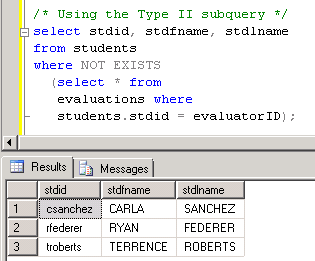 /* Using the Type II subquery */
select stdid, stdfname, stdlname
from students
where NOT EXISTS
(select * from
evaluations where
students.stdid = evaluatorID);
Results Messages
stdid stdfname stdlname
1 csanchez CARLA SANCHEZ
2 rfederer RYAN FEDERER
3 troberts TERRENCE ROBERTS